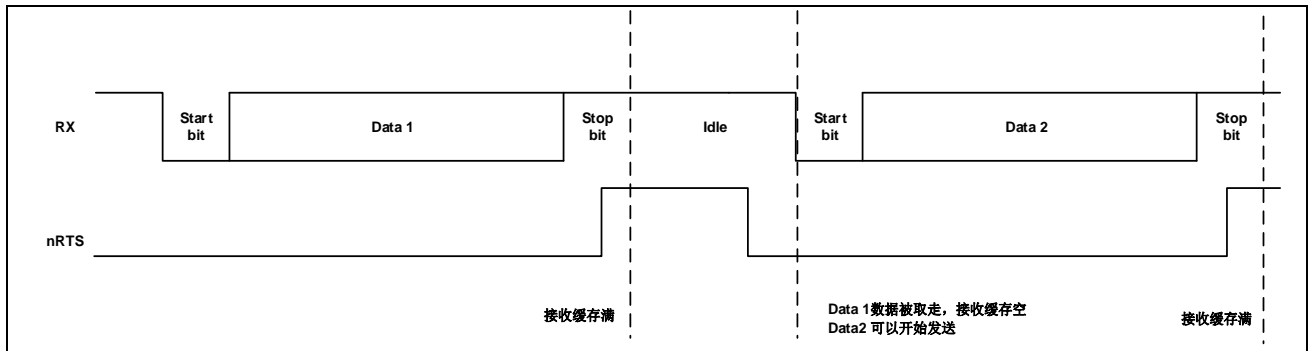 RX
Start
bit
Data 1
Stop
bit
Idle
Start
bit
Data 2
Stop
bit
nRTS
接收缓存满
Data 1数据被取走，接收缓存空
Data2 可以开始发送
接收缓存满